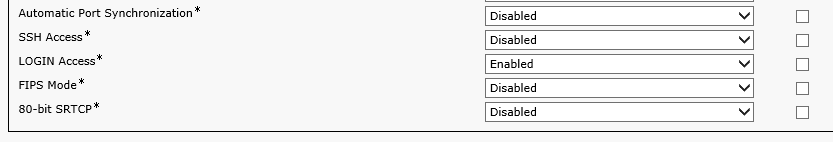 Automatic Port Synchronization* Disabled
SSH Access* Disabled
LOGIN Access* Enabled
FIPS Mode* Disabled
80-bit SRTCP* Disabled